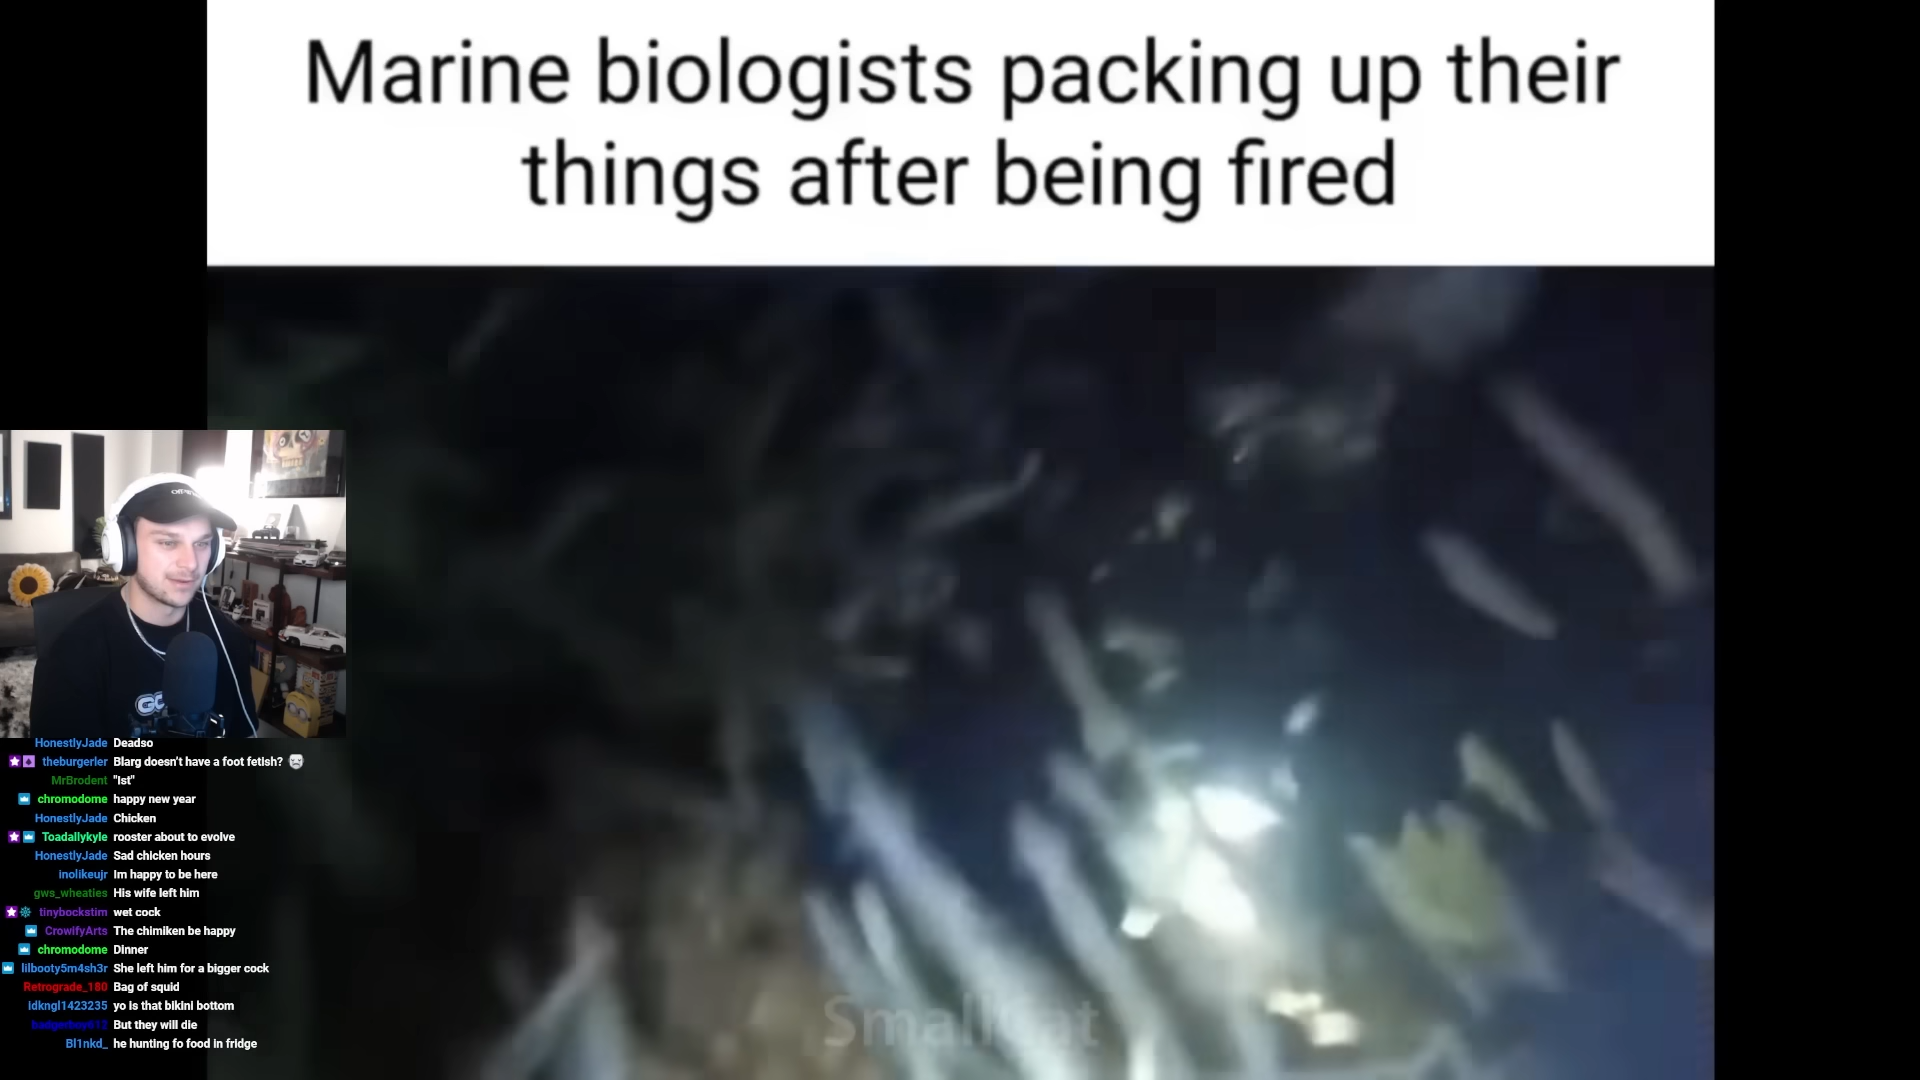 Marine biologists packing up their
things after being fired
HonestlyJade Deadso
theburgerler Blarg doesn't have a foot fetish?
MrBrodent "Ist"
chromodome happy new year
HonestlyJade Chicken
Toadallykyle rooster about to evolve
HonestlyJade Sad chicken hours
inolikeujr Im happy to be here
gws_wheaties His wife left him
tinybockstim wet cock
CrowifyArts The chimiken be happy
chromodome Dinner
lilbooty5m4sh3r She left him for a bigger cock
Retrograde_180 Bag of squid
idkngl1423235 yo is that bikini bottom
badgerboy612 But they will die
Bl1nkd_ he hunting fo food in fridge
SmallCat